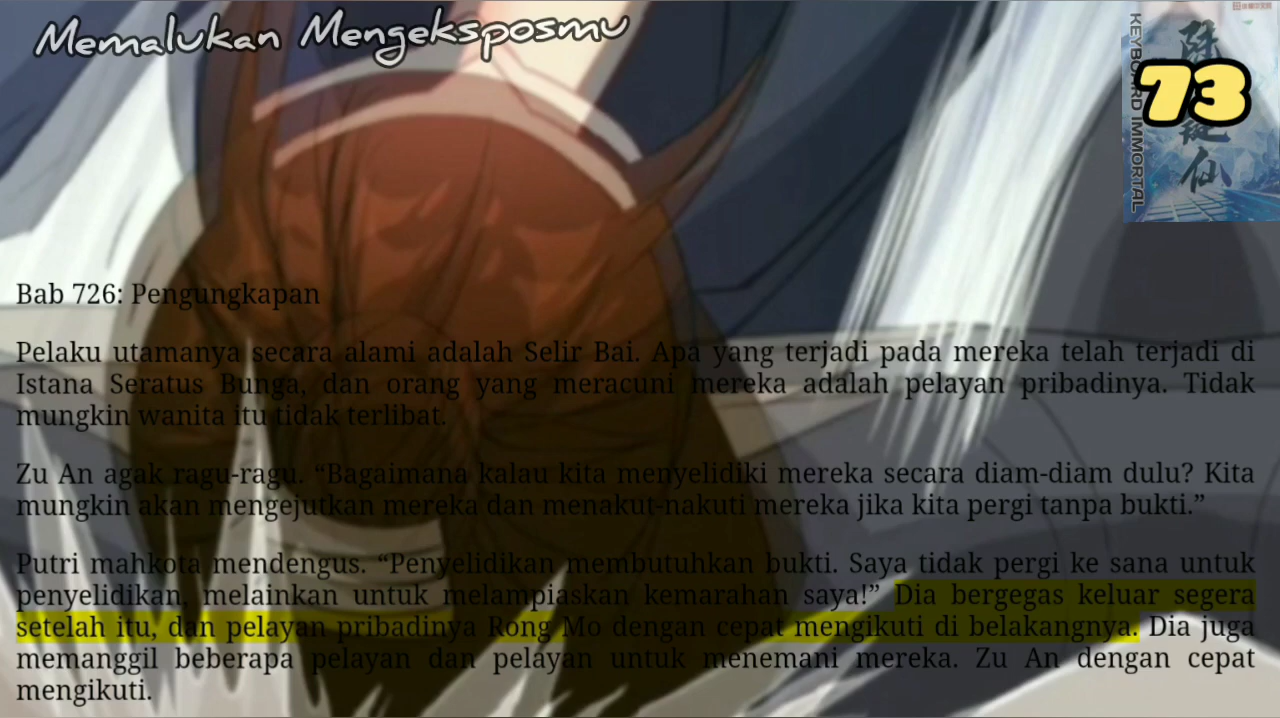 Memalukan Mengeksposmu
73
KEYBOARD IMMORTAL
仙
Bab 726: Pengungkapan
Pelaku utamanya secara alami adalah Selir Bai. Apa yang terjadi pada mereka telah terjadi di
Istana Seratus Bunga, dan orang yang meracuni mereka adalah pelayan pribadinya. Tidak
mungkin wanita itu tidak terlibat.
Zu An agak ragu-ragu. “Bagaimana kalau kita menyelidiki mereka secara diam-diam dulu? Kita
mungkin akan mengejutkan mereka dan menakut-nakuti mereka jika kita pergi tanpa bukti.”
Putri mahkota mendengus. “Penyelidikan membutuhkan bukti. Saya tidak pergi ke sana untuk
penyelidikan, melainkan untuk melampiaskan kemarahan saya!” Dia bergegas keluar segera
setelah itu, dan pelayan pribadinya Rong Mo dengan cepat mengikuti di belakangnya. Dia juga
memanggil beberapa pelayan dan pelayan untuk menemani mereka. Zu An dengan cepat
mengikuti.